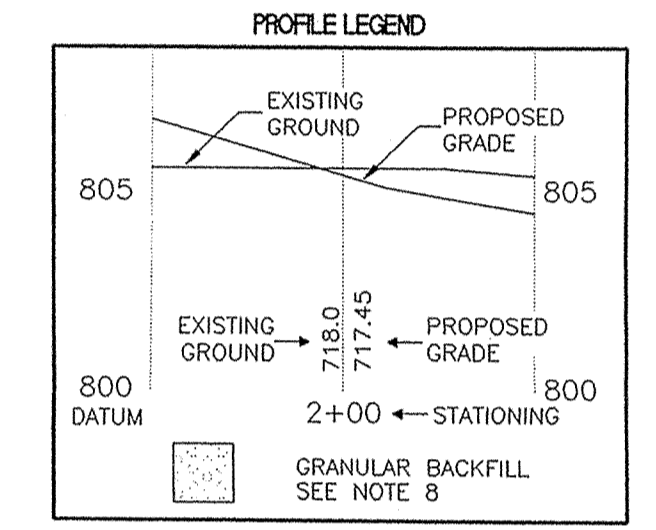 PROFILE LEGEND
EXISTING
GROUND
PROPOSED
GRADE
805
805
EXISTING
GROUND
718.0
717.45
PROPOSED
GRADE
800
800
DATUM
2+00
STATIONING
GRANULAR BACKFILL
SEE NOTE 8